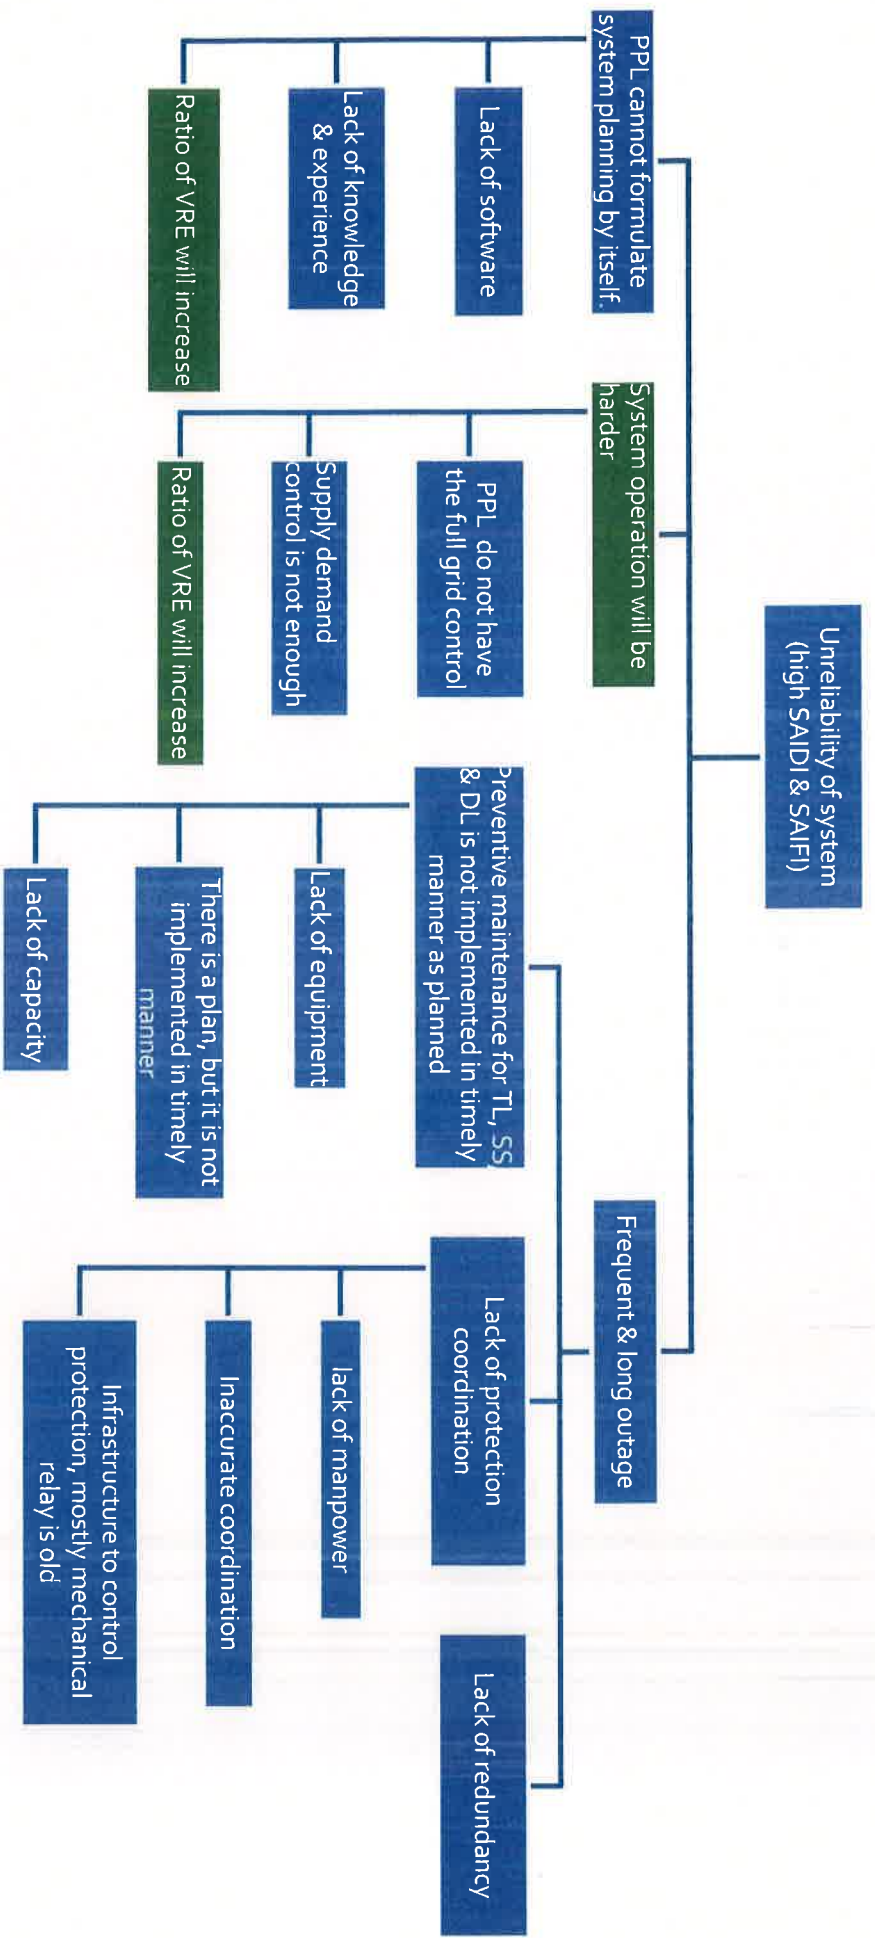 Unreliability of system
(high SAIDI & SAIFI)
PPL cannot formulate
system planning by itself.
Lack of software
Lack of knowledge
& experience
Ratio of VRE will increase
System operation will be
harder
PPL do not have
the full grid control
Supply demand
control is not enough
Ratio of VRE will increase
Frequent & long outage
Preventive maintenance for TL, SS,
& DL is not implemented in timely
manner as planned
Lack of equipment
There is a plan, but it is not
implemented in timely
manner
Lack of capacity
Lack of protection
coordination
lack of manpower
Inaccurate coordination
Infrastructure to control
protection, mostly mechanical
relay is old
Lack of redundancy